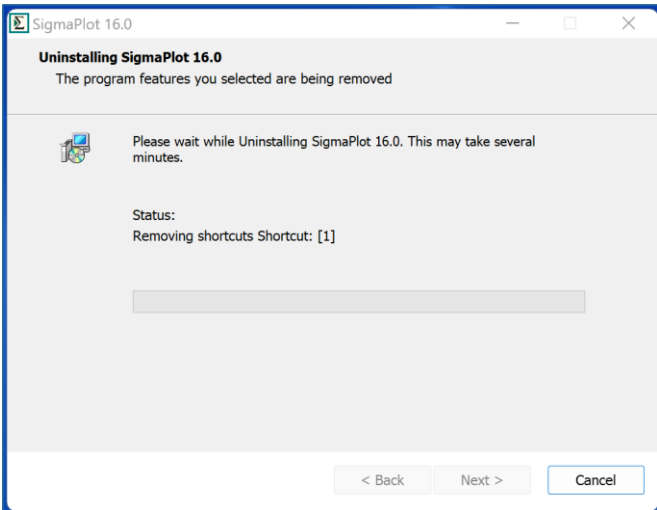 SigmaPlot 16.0
Uninstalling SigmaPlot 16.0
The program features you selected are being removed
Please wait while Uninstalling SigmaPlot 16.0. This may take several
minutes.
Status:
Removing shortcuts Shortcut: [1]
< Back Next > Cancel